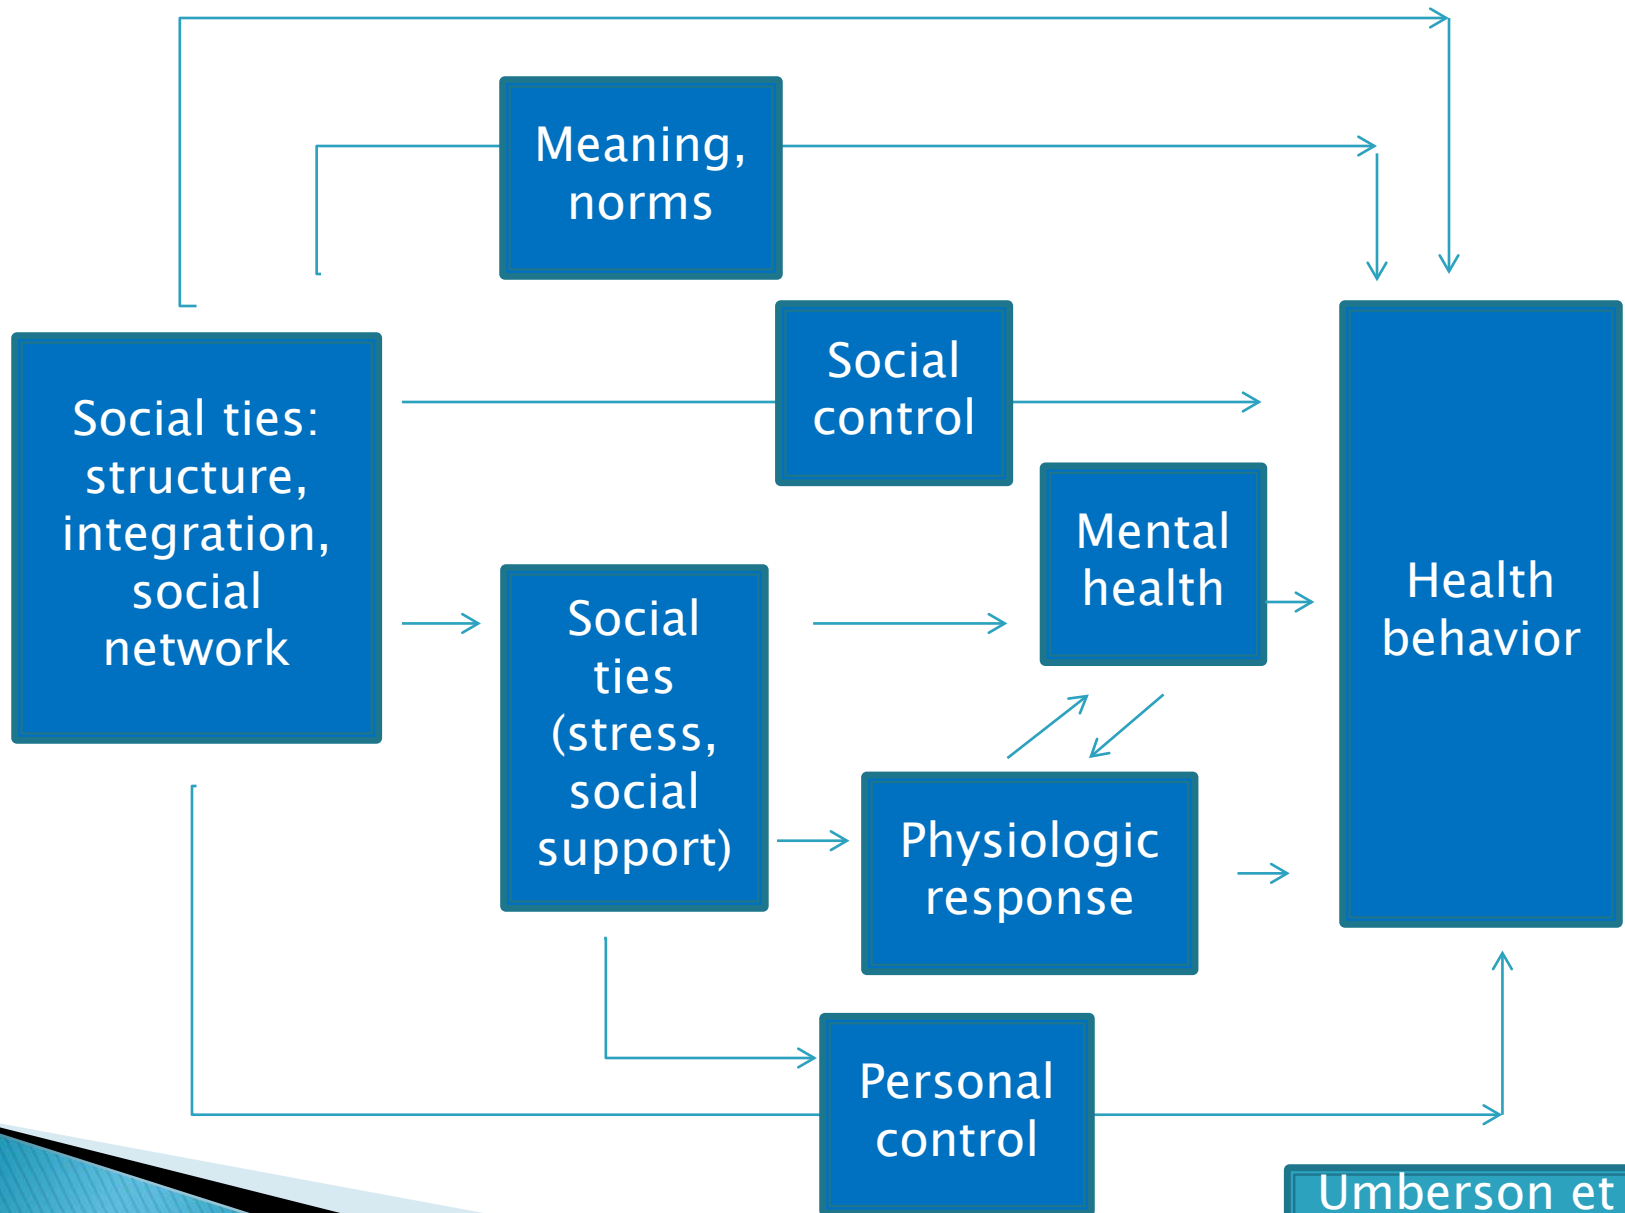 Meaning,
norms
Social
control
Social ties:
structure,
integration,
social
network
Mental
health
Health
behavior
Social
ties
(stress,
social
support)
Physiologic
response
Personal
control
Umberson et